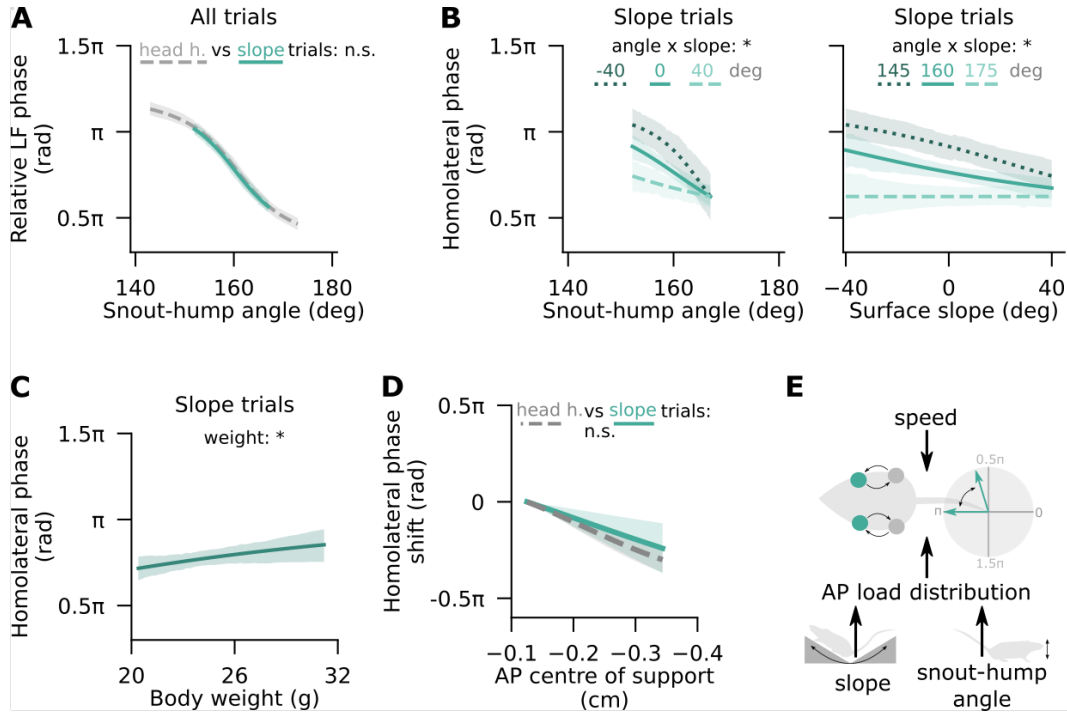 A
All trials
head h. vs slope trials: n.s.
1.5π
π
0.5π
Relative LF phase
(rad)
140 160 180
Snout-hump angle (deg)
B
Slope trials
angle x slope: *
-40 0 40 deg
1.5π
π
0.5π
Homolateral phase
(rad)
140 160 180
Snout-hump angle (deg)
Slope trials
angle x slope: *
145 160 175 deg
−40 0 40
Surface slope (deg)
C
Slope trials
weight: *
1.5π
π
0.5π
Homolateral phase
(rad)
20 26 32
Body weight (g)
D
head h. vs slope trials:
n.s.
0.5π
0
-0.5π
Homolateral phase
shift (rad)
−0.1 −0.2 −0.3 −0.4
AP centre of support
(cm)
E
speed
0.5π
π
0
1.5π
AP load distribution
slope
snout-hump
angle